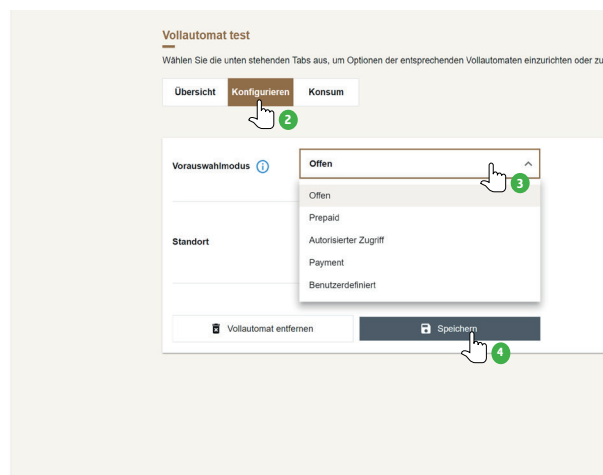 Vollautomat test
Wählen Sie die unten stehenden Tabs aus, um Optionen der entsprechenden Vollautomaten einzurichten oder zu
Übersicht Konfigurieren Konsum
2
Vorauswahlmodus i Offen
3
Offen
Prepaid
Autorisierter Zugriff
Standort
Payment
Benutzerdefiniert
Vollautomat entfernen Speichern
4